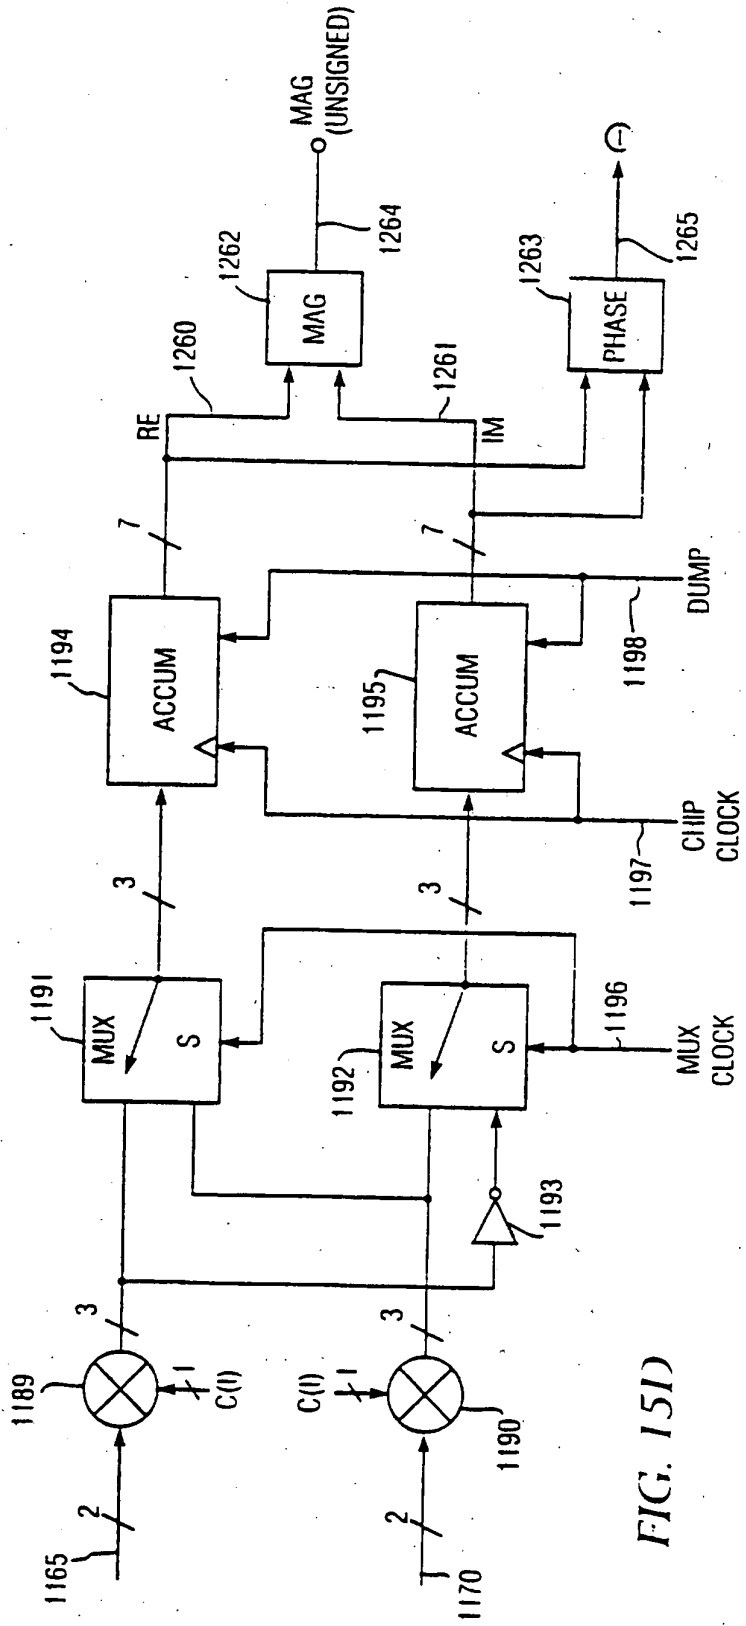 1165
2
1189
3
C(I)
1
1170
2
C(I)
1
1190
3
1191
MUX
S
1192
MUX
S
1193
1196
MUX
CLOCK
3
3
1194
ACCUM
1195
ACCUM
1197
CHIP
CLOCK
1198
DUMP
7
7
RE
IM
1260
1261
1262
MAG
1264
MAG
(UNSIGNED)
1263
PHASE
1265
Θ
FIG. 15D